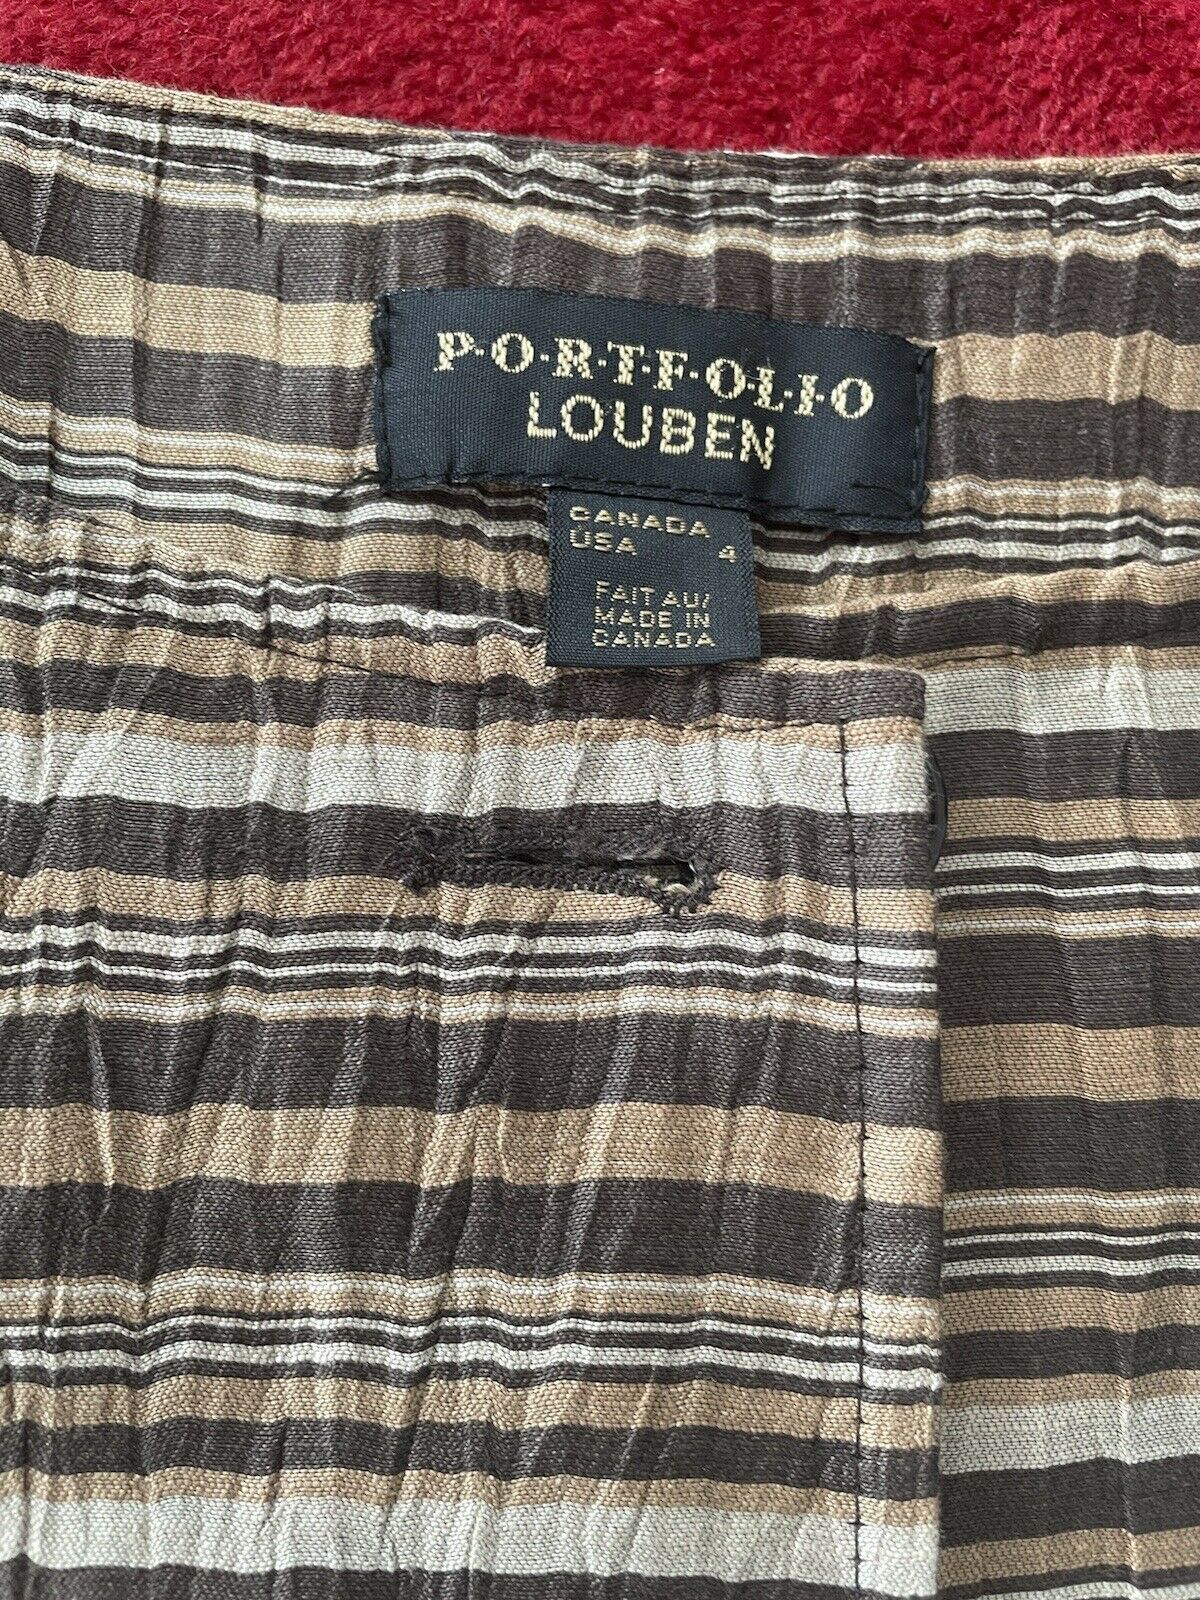 P·O·R·T·F·O·L·I·O
LOUBEN
CANADA
USA 4
FAIT AU/
MADE IN
CANADA